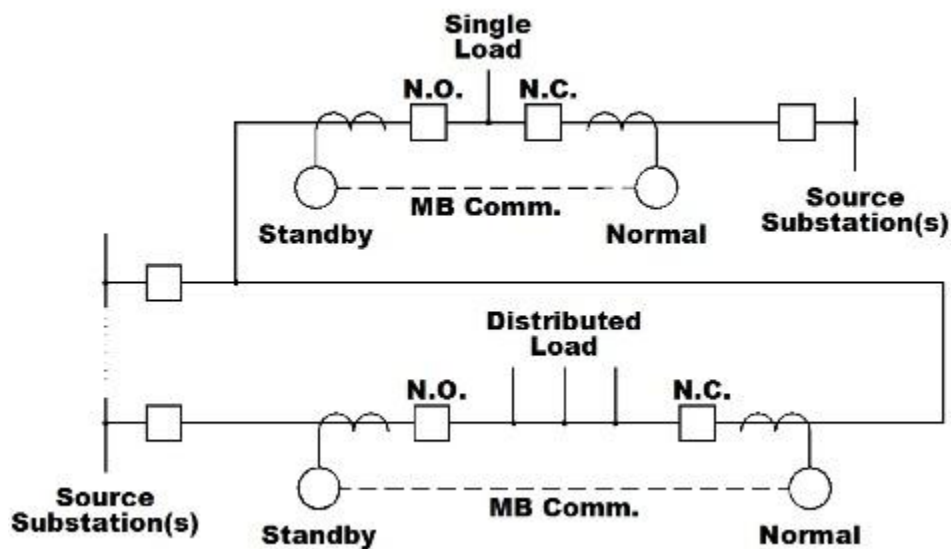 Single
Load
N.O.
N.C.
MB Comm.
Standby
Normal
Source
Substation(s)
Distributed
Load
N.O.
N.C.
Source
Substation(s)
MB Comm.
Standby
Normal